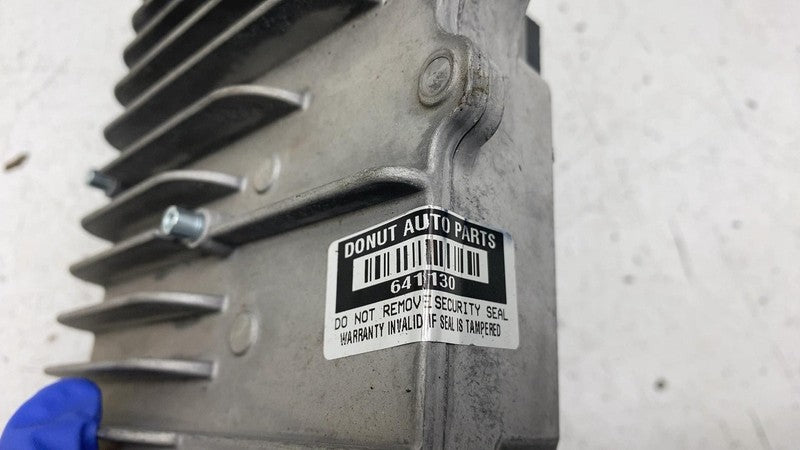 DONUT AUTO PARTS
641130
DO NOT REMOVE SECURITY SEAL
WARRANTY INVALID IF SEAL IS TAMPERED